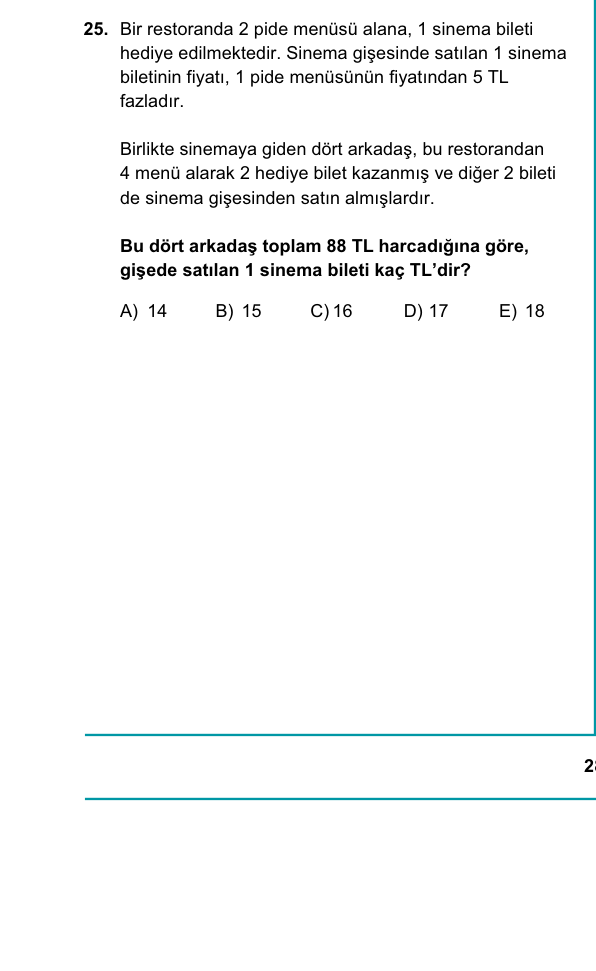 25. Bir restoranda 2 pide menüsü alana, 1 sinema bileti
hediye edilmektedir. Sinema gişesinde satılan 1 sinema
biletinin fiyatı, 1 pide menüsünün fiyatından 5 TL
fazladır.
Birlikte sinemaya giden dört arkadaş, bu restorandan
4 menü alarak 2 hediye bilet kazanmış ve diğer 2 bileti
de sinema gişesinden satın almışlardır.
Bu dört arkadaş toplam 88 TL harcadığına göre,
gişede satılan 1 sinema bileti kaç TL’dir?
A) 14 B) 15 C) 16 D) 17 E) 18